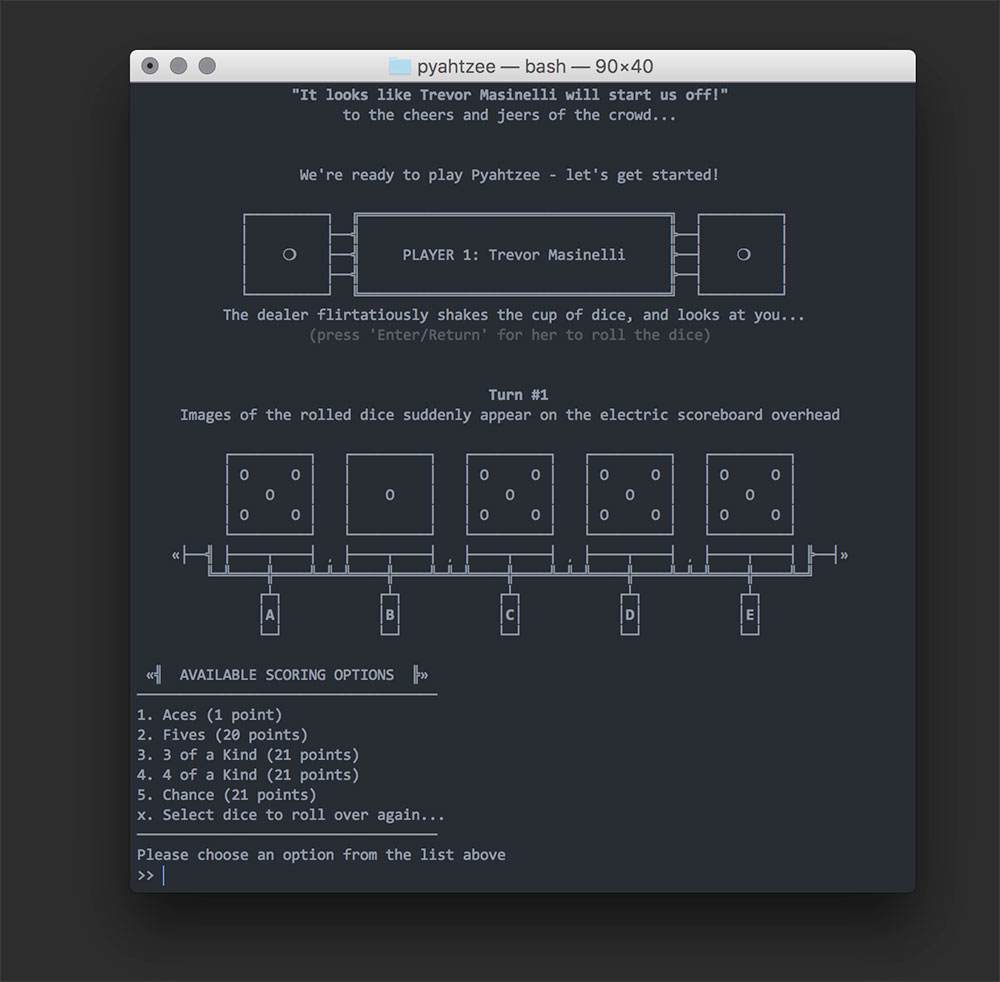 pyahtzee — bash — 90×40
"It looks like Trevor Masinelli will start us off!"
to the cheers and jeers of the crowd...
We're ready to play Pyahtzee - let's get started!
PLAYER 1: Trevor Masinelli
The dealer flirtatiously shakes the cup of dice, and looks at you...
(press 'Enter/Return' for her to roll the dice)
Turn #1
Images of the rolled dice suddenly appear on the electric scoreboard overhead
A B C D E
«╣ AVAILABLE SCORING OPTIONS ╠»
1. Aces (1 point)
2. Fives (20 points)
3. 3 of a Kind (21 points)
4. 4 of a Kind (21 points)
5. Chance (21 points)
x. Select dice to roll over again...
Please choose an option from the list above
>>